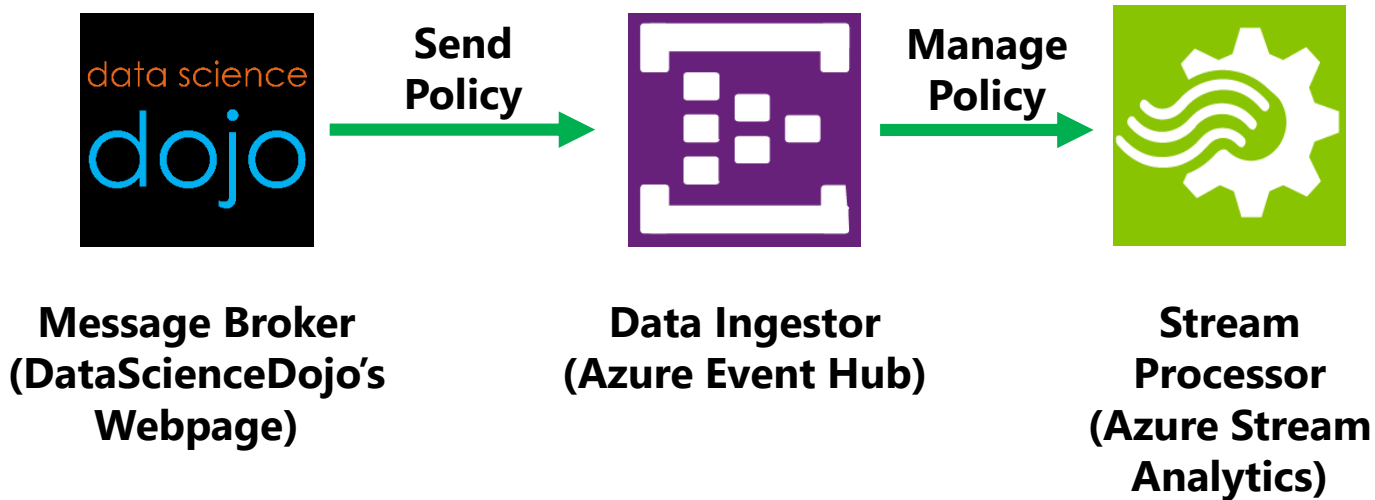 data science
dojo
Send
Policy
Manage
Policy
Message Broker
(DataScienceDojo’s
Webpage)
Data Ingestor
(Azure Event Hub)
Stream
Processor
(Azure Stream
Analytics)